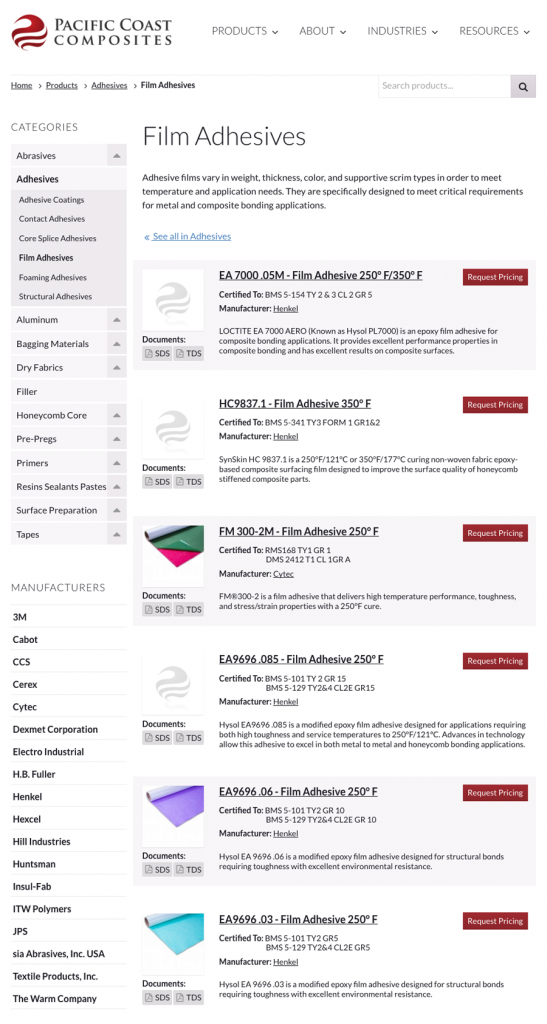 PACIFIC COAST
COMPOSITES
PRODUCTS
ABOUT
INDUSTRIES
RESOURCES
Home > Products > Adhesives > Film Adhesives
Search products...
CATEGORIES
Abrasives
Adhesives
Adhesive Coatings
Contact Adhesives
Core Splice Adhesives
Film Adhesives
Foaming Adhesives
Structural Adhesives
Aluminum
Bagging Materials
Dry Fabrics
Filler
Honeycomb Core
Pre-Pregs
Primers
Resins Sealants Pastes
Surface Preparation
Tapes
MANUFACTURERS
3M
Cabot
CCS
Cerex
Cytec
Dexmet Corporation
Electro Industrial
H.B. Fuller
Henkel
Hexcel
Hill Industries
Huntsman
Insul-Fab
ITW Polymers
JPS
sia Abrasives, Inc. USA
Textile Products, Inc.
The Warm Company
Film Adhesives
Adhesive films vary in weight, thickness, color, and supportive scrim types in order to meet
temperature and application needs. They are specifically designed to meet critical requirements
for metal and composite bonding applications.
« See all in Adhesives
EA 7000 .05M - Film Adhesive 250° F/350° F
Request Pricing
Certified To: BMS 5-154 TY 2 & 3 CL 2 GR 5
Manufacturer: Henkel
LOCTITE EA 7000 AERO (Known as Hysol PL7000) is an epoxy film adhesive for
composite bonding applications. It provides excellent performance properties in
composite bonding and has excellent results on composite surfaces.
Documents:
SDS TDS
HC9837.1 - Film Adhesive 350° F
Request Pricing
Certified To: BMS 5-341 TY3 FORM 1 GR1&2
Manufacturer: Henkel
SynSkin HC 9837.1 is a 250°F/121°C or 350°F/177°C curing non-woven fabric epoxy-
based composite surfacing film designed to improve the surface quality of honeycomb
stiffened composite parts.
Documents:
SDS TDS
FM 300-2M - Film Adhesive 250° F
Request Pricing
Certified To: RMS168 TY1 GR 1
DMS 2412 T1 CL 1GR A
Manufacturer: Cytec
FM®300-2 is a film adhesive that delivers high temperature performance, toughness,
and stress/strain properties with a 250°F cure.
Documents:
SDS TDS
EA9696 .085 - Film Adhesive 250° F
Request Pricing
Certified To: BMS 5-101 TY 2 GR 15
BMS 5-129 TY2&4 CL2E GR15
Manufacturer: Henkel
Hysol EA9696 .085 is a modified epoxy film adhesive designed for applications requiring
both high toughness and service temperatures to 250°F/121°C. Advances in technology
allow this adhesive to excel in both metal to metal and honeycomb bonding applications.
Documents:
SDS TDS
EA9696 .06 - Film Adhesive 250° F
Request Pricing
Certified To: BMS 5-101 TY2 GR 10
BMS 5-129 TY2&4 CL2E GR 10
Manufacturer: Henkel
Hysol EA 9696 .06 is a modified epoxy film adhesive designed for structural bonds
requiring toughness with excellent environmental resistance.
Documents:
SDS TDS
EA9696 .03 - Film Adhesive 250° F
Request Pricing
Certified To: BMS 5-101 TY2 GR5
BMS 5-129 TY2&4 CL2E GR5
Manufacturer: Henkel
Hysol EA 9696 .03 is a modified epoxy film adhesive designed for structural bonds
requiring toughness with excellent environmental resistance.
Documents:
SDS TDS